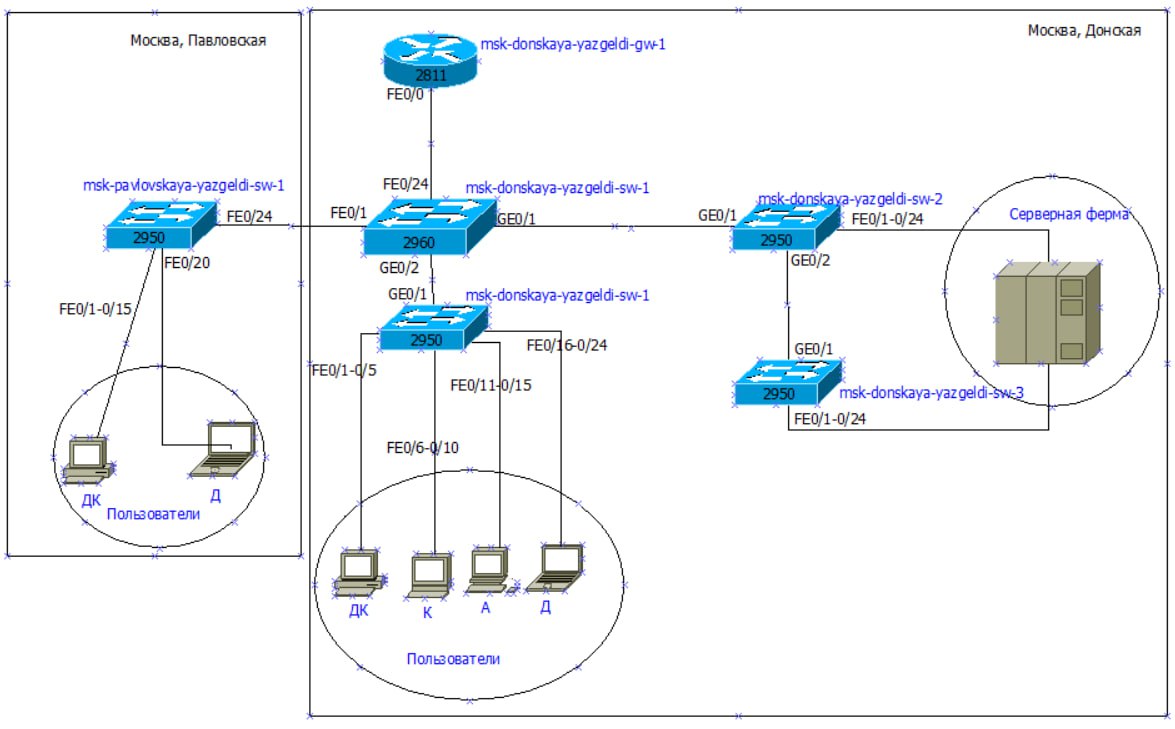 Москва, Павловская
msk-pavlovskaya-yazgeldi-sw-1
2950
FE0/24
FE0/20
FE0/1-0/15
ДК
Д
Пользователи
Москва, Донская
msk-donskaya-yazgeldi-gw-1
2811
FE0/0
FE0/24
msk-donskaya-yazgeldi-sw-1
FE0/1
2960
GE0/1
GE0/2
GE0/1
msk-donskaya-yazgeldi-sw-1
2950
FE0/1-0/5
FE0/6-0/10
FE0/11-0/15
FE0/16-0/24
ДК
К
А
Д
Пользователи
GE0/1
msk-donskaya-yazgeldi-sw-2
2950
FE0/1-0/24
GE0/2
GE0/1
2950
msk-donskaya-yazgeldi-sw-3
FE0/1-0/24
Серверная ферма